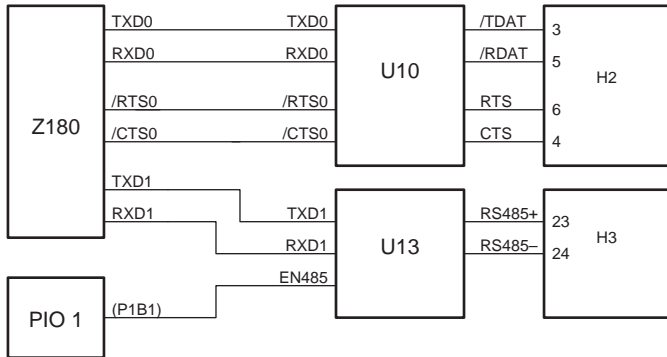 TXD0 TXD0 /TDAT 3
RXD0 RXD0 /RDAT 5
U10 H2
/RTS0 /RTS0 RTS 6
Z180
/CTS0 /CTS0 CTS 4
TXD1
RXD1 TXD1 RS485+ 23
U13 H3
RXD1 RS485– 24
EN485
(P1B1)
PIO 1